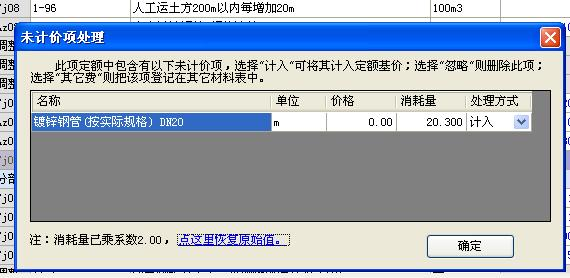 j08 1-96 人工运土方200m以内每增加20m 100m3
未计价项处理
此项定额中包含有以下未计价项，选择"计入"可将其计入定额基价；选择"忽略"则删除此项；
选择"其它费"则把该项登记在其它材料表中。
名称 单位 价格 消耗量 处理方式
镀锌钢管(按实际规格) DN20 m 0.00 20.300 计入
注：消耗量已乘系数2.00，点这里恢复原始值。
确定